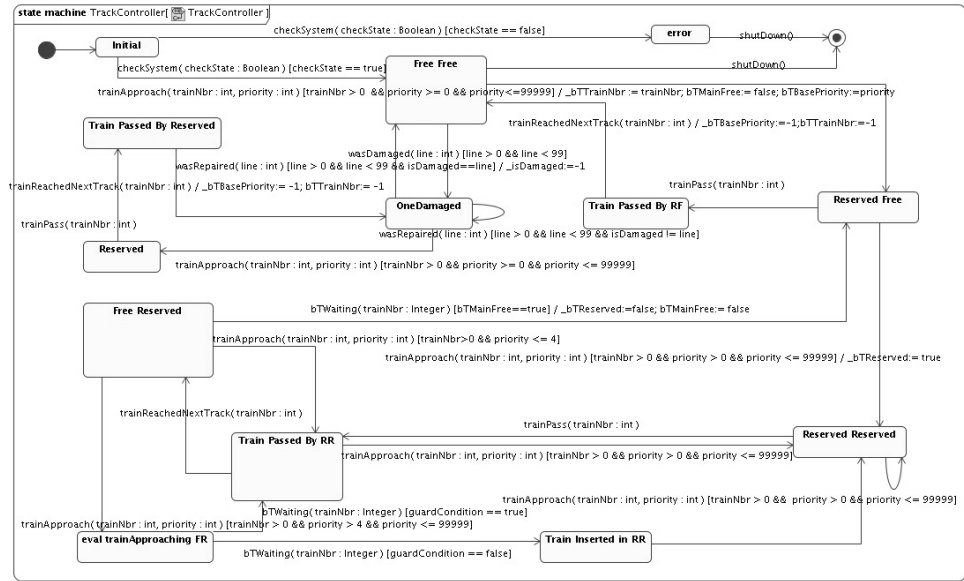 state machine TrackController[ TrackController ]
checkSystem( checkState : Boolean ) [checkState == false]
Initial
error
shutDown()
checkSystem( checkState : Boolean ) [checkState == true]
Free Free
shutDown()
trainApproach( trainNbr : int, priority : int ) [trainNbr > 0 && priority >= 0 && priority<=99999] / _bTTrainNbr := trainNbr; bTMainFree:= false; bTBasePriority:=priority
Train Passed By Reserved
trainReachedNextTrack( trainNbr : int ) / _bTBasePriority:=-1;bTTrainNbr:=-1
wasDamaged( line : int ) [line > 0 && line < 99]
wasRepaired( line : int ) [line > 0 && line < 99 && isDamaged==line] / _isDamaged:=-1
trainReachedNextTrack( trainNbr : int ) / _bTBasePriority:= -1; bTTrainNbr:= -1
trainPass( trainNbr : int )
OneDamaged
Train Passed By RF
Reserved Free
trainPass( trainNbr : int )
wasRepaired( line : int ) [line > 0 && line < 99 && isDamaged != line]
Reserved
trainApproach( trainNbr : int, priority : int ) [trainNbr > 0 && priority >= 0 && priority <= 99999]
Free Reserved
bTWaiting( trainNbr : Integer ) [bTMainFree==true] / _bTReserved:=false; bTMainFree:= false
trainApproach( trainNbr : int, priority : int ) [trainNbr>0 && priority <= 4]
trainApproach( trainNbr : int, priority : int ) [trainNbr > 0 && priority > 0 && priority <= 99999] / _bTReserved:= true
trainReachedNextTrack( trainNbr : int )
trainPass( trainNbr : int )
Train Passed By RR
Reserved Reserved
trainApproach( trainNbr : int, priority : int ) [trainNbr > 0 && priority > 0 && priority <= 99999]
trainApproach( trainNbr : int, priority : int ) [trainNbr > 0 && priority > 0 && priority <= 99999]
bTWaiting( trainNbr : Integer ) [guardCondition == true]
trainApproach( trainNbr : int, priority : int ) [trainNbr > 0 && priority > 4 && priority <= 99999]
eval trainApproaching FR
Train Inserted in RR
bTWaiting( trainNbr : Integer ) [guardCondition == false]